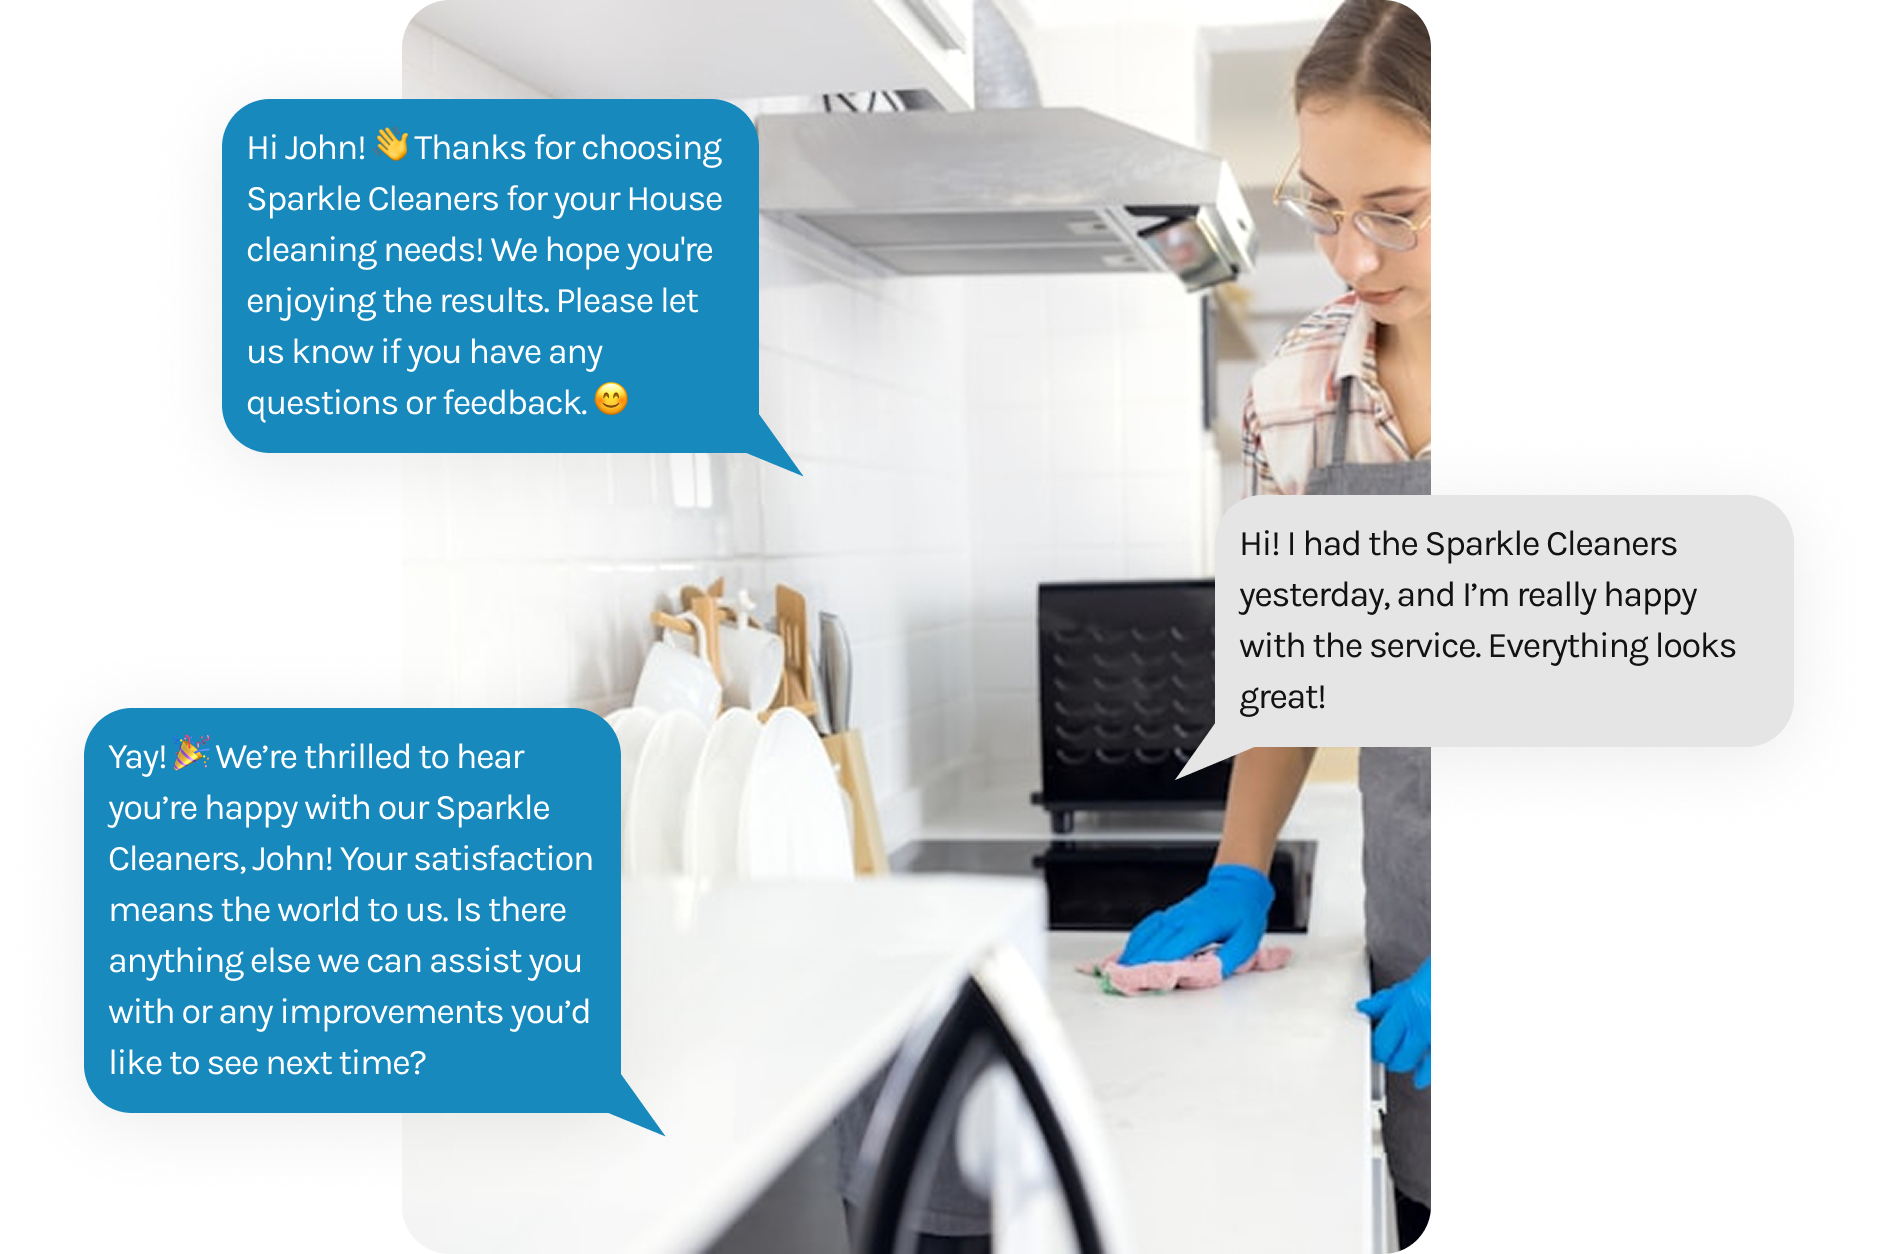 Hi John! 👋 Thanks for choosing
Sparkle Cleaners for your House
cleaning needs! We hope you're
enjoying the results. Please let
us know if you have any
questions or feedback. 😊
Hi! I had the Sparkle Cleaners
yesterday, and I’m really happy
with the service. Everything looks
great!
Yay! 🎉 We’re thrilled to hear
you’re happy with our Sparkle
Cleaners, John! Your satisfaction
means the world to us. Is there
anything else we can assist you
with or any improvements you’d
like to see next time?